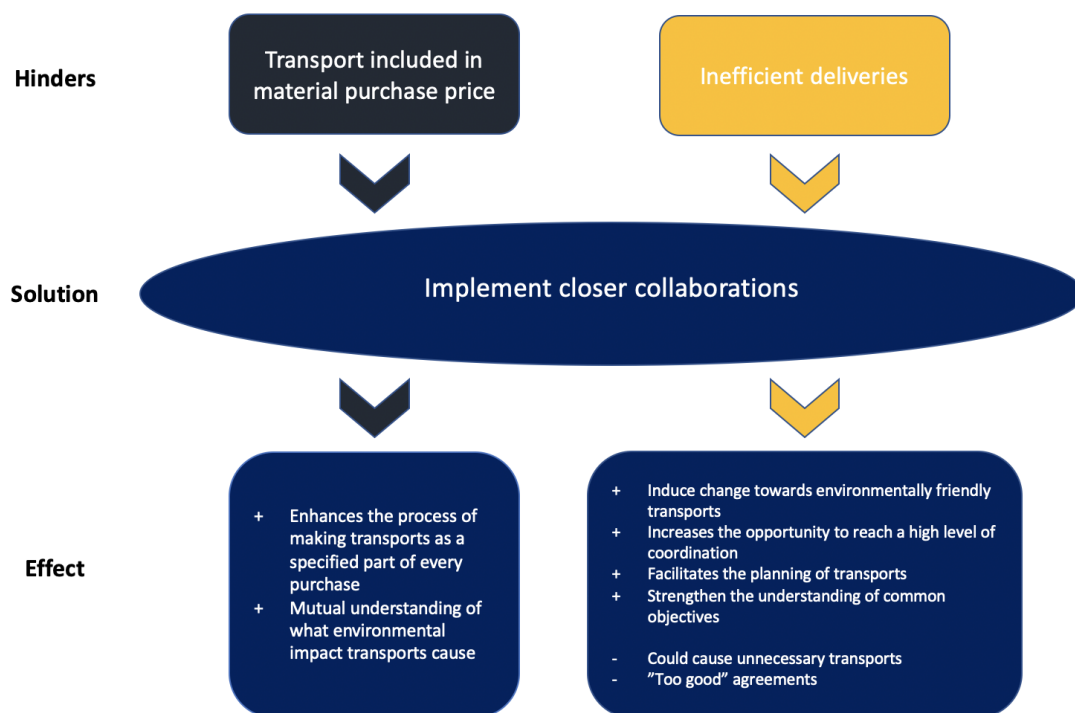 Hinders
Transport included in
material purchase price
Inefficient deliveries
Solution
Implement closer collaborations
Effect
+ Enhances the process of
making transports as a
specified part of every
purchase
+ Mutual understanding of
what environmental
impact transports cause
+ Induce change towards environmentally friendly
transports
+ Increases the opportunity to reach a high level of
coordination
+ Facilitates the planning of transports
+ Strengthen the understanding of common
objectives
- Could cause unnecessary transports
- ”Too good” agreements